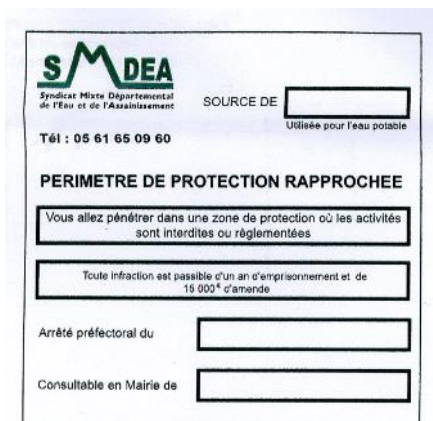 SMDEA
Syndicat Mixte Départemental
de l'Eau et de l'Assainissement
SOURCE DE
Utilisée pour l'eau potable
Tél : 05 61 65 09 60
PERIMETRE DE PROTECTION RAPPROCHEE
Vous allez pénétrer dans une zone de protection où les activités
sont interdites ou règlementées
Toute infraction est passible d'un an d'emprisonnement et de
15 000€ d'amende
Arrêté préfectoral du
Consultable en Mairie de